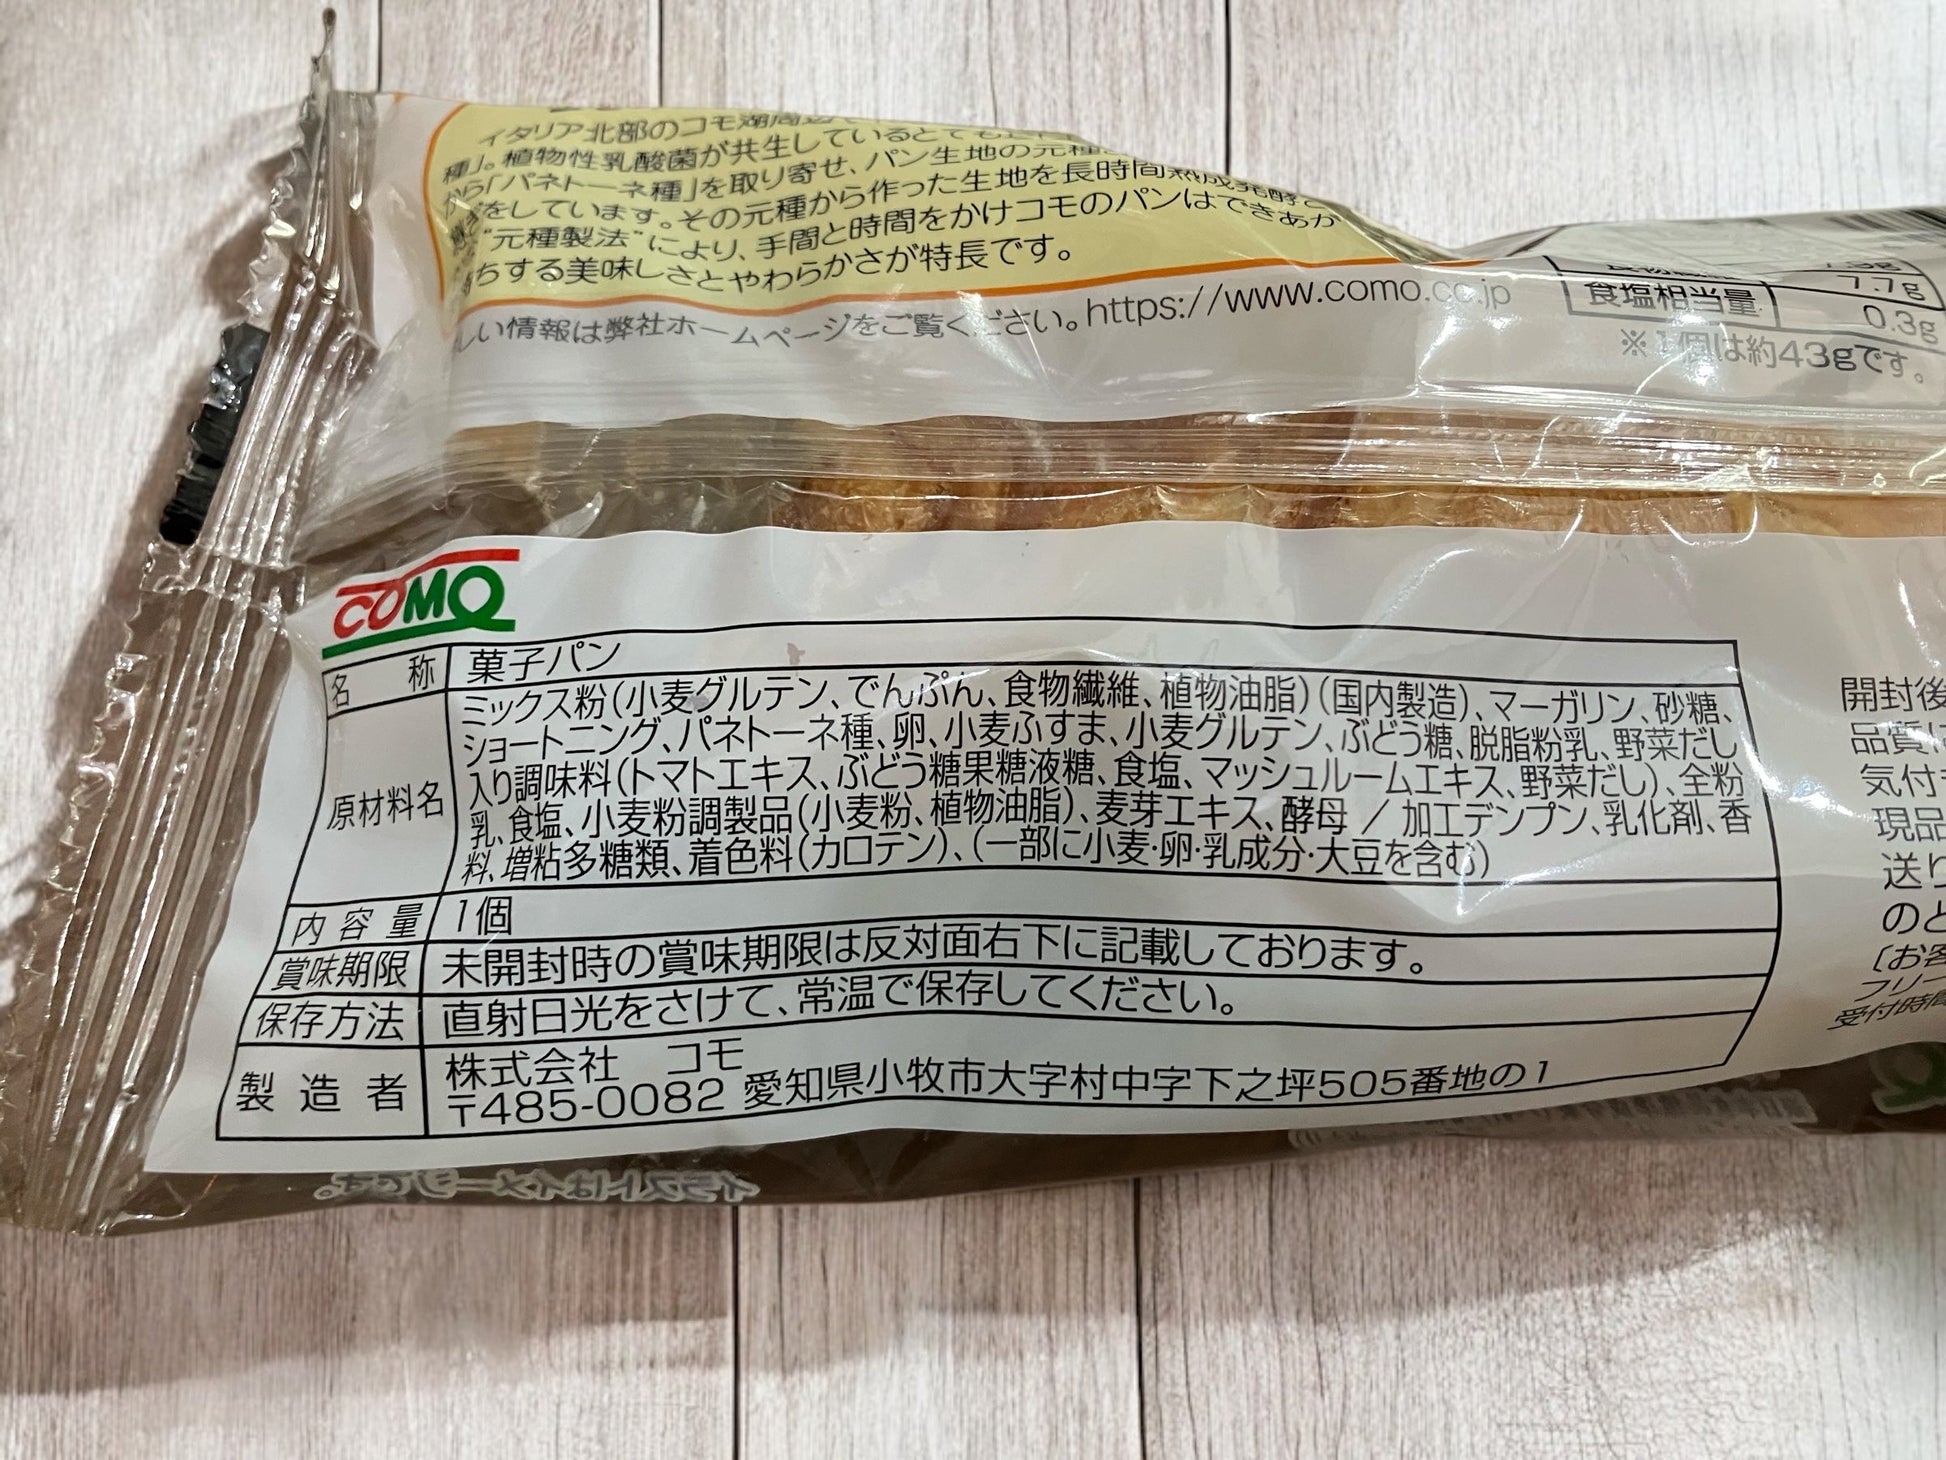 イタリア北部のコモ湖周辺
種」。植物性乳酸菌が共生しているとても
から「パネトーネ種」を取り寄せ、パン生地の元種
をしています。その元種から作った生地を長時間熟成発酵
"元種製法"により、手間と時間をかけコモのパンはできあが
ちする美味しさとやわらかさが特長です。
しい情報は弊社ホームページをご覧ください。https://www.como.co.jp
7.7g
食塩相当量 0.3g
※1個は約43gです。
COMO
名称 菓子パン
原材料名 ミックス粉(小麦グルテン、でんぷん、食物繊維、植物油脂)(国内製造)、マーガリン、砂糖、
ショートニング、パネトーネ種、卵、小麦ふすま、小麦グルテン、ぶどう糖、脱脂粉乳、野菜だし
入り調味料(トマトエキス、ぶどう糖果糖液糖、食塩、マッシュルームエキス、野菜だし)、全粉
乳、食塩、小麦粉調製品(小麦粉、植物油脂)、麦芽エキス、酵母／加工デンプン、乳化剤、香
料、増粘多糖類、着色料(カロテン)、(一部に小麦・卵・乳成分・大豆を含む)
内容量 1個
賞味期限 未開封時の賞味期限は反対面右下に記載しております。
保存方法 直射日光をさけて、常温で保存してください。
製造者 株式会社 コモ
〒485-0082 愛知県小牧市大字村中字下之坪505番地の1
開封後
品質に
気付
現品
送り
のと
〔お客
フリー
受付時間
イラストはイメージです。